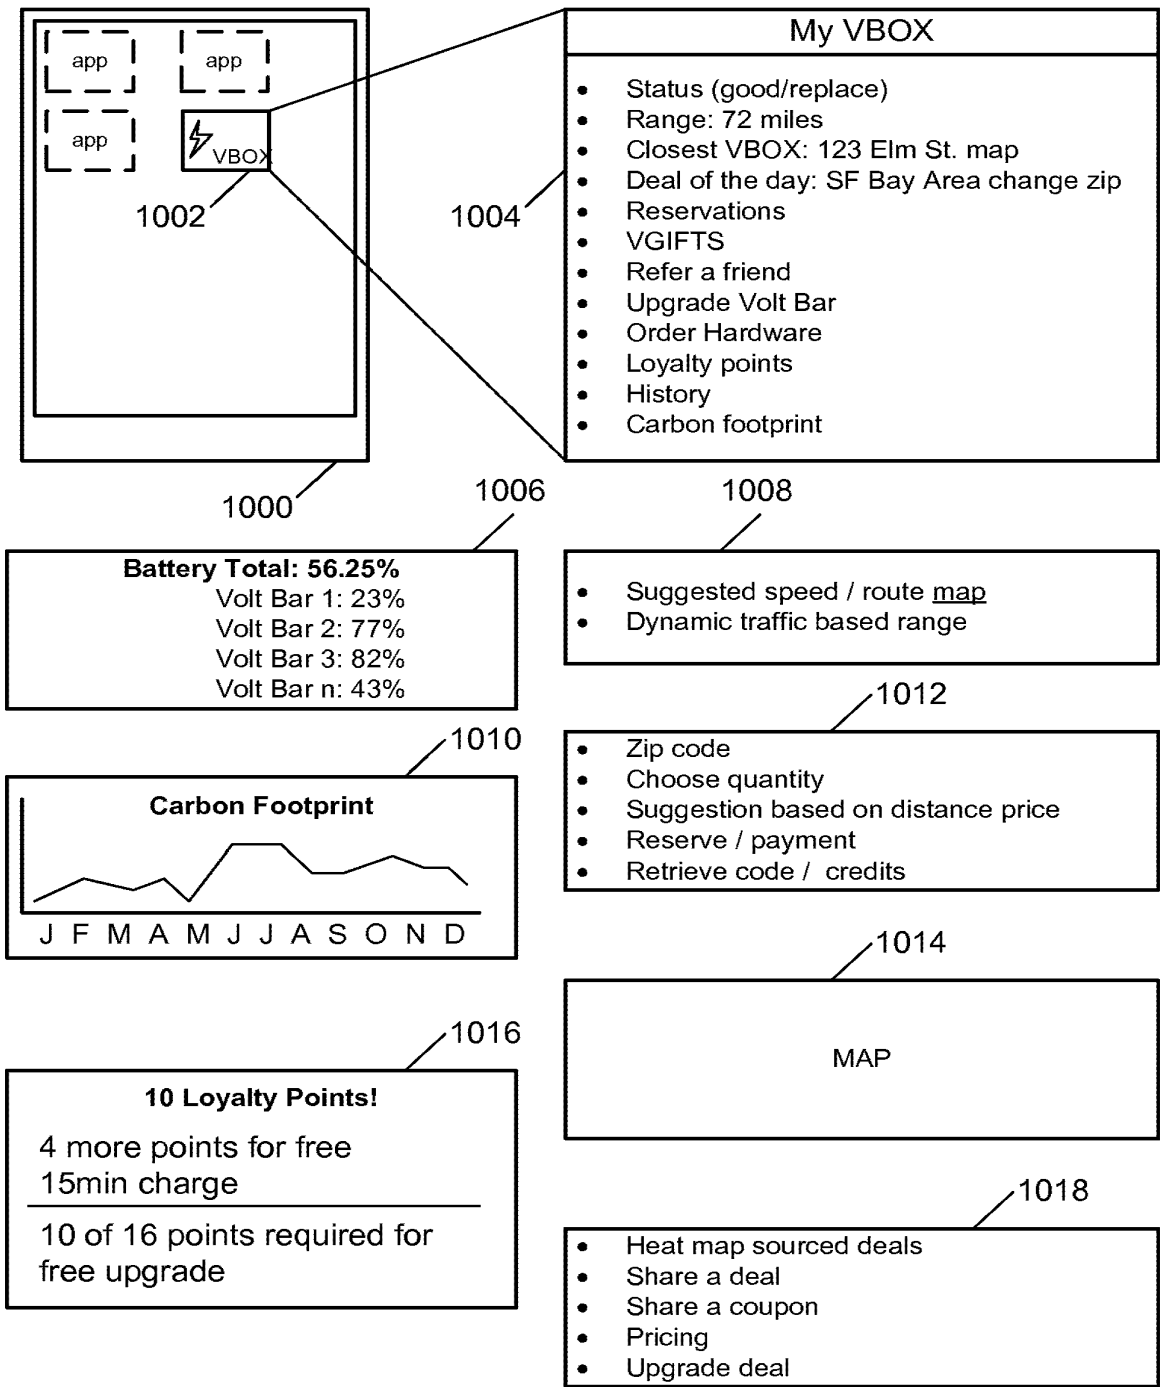 app
app
app
VBOX
1002
1000
My VBOX
• Status (good/replace)
• Range: 72 miles
• Closest VBOX: 123 Elm St. map
• Deal of the day: SF Bay Area change zip
• Reservations
• VGIFTS
• Refer a friend
• Upgrade Volt Bar
• Order Hardware
• Loyalty points
• History
• Carbon footprint
1004
1006
Battery Total: 56.25%
Volt Bar 1: 23%
Volt Bar 2: 77%
Volt Bar 3: 82%
Volt Bar n: 43%
1008
• Suggested speed / route map
• Dynamic traffic based range
1010
Carbon Footprint
J F M A M J J A S O N D
1012
• Zip code
• Choose quantity
• Suggestion based on distance price
• Reserve / payment
• Retrieve code / credits
1014
MAP
1016
10 Loyalty Points!
4 more points for free
15min charge
10 of 16 points required for
free upgrade
1018
• Heat map sourced deals
• Share a deal
• Share a coupon
• Pricing
• Upgrade deal